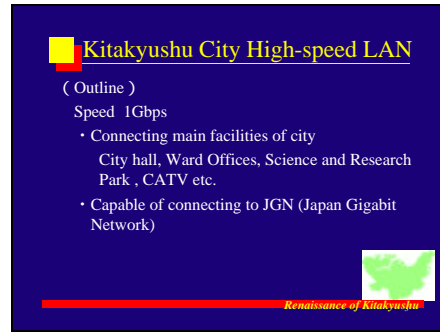 Kitakyushu City High-speed LAN
（Outline）
Speed 1Gbps
・Connecting main facilities of city
City hall, Ward Offices, Science and Research
Park , CATV etc.
・Capable of connecting to JGN (Japan Gigabit
Network)
Renaissance of Kitakyushu